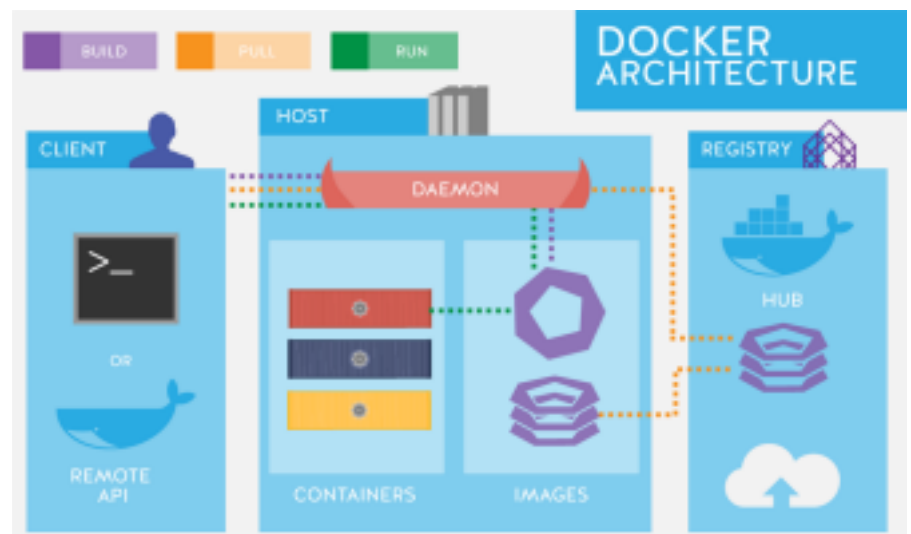 BUILD
PULL
RUN
DOCKER
ARCHITECTURE
CLIENT
>_
OR
REMOTE
API
HOST
DAEMON
CONTAINERS
IMAGES
REGISTRY
HUB